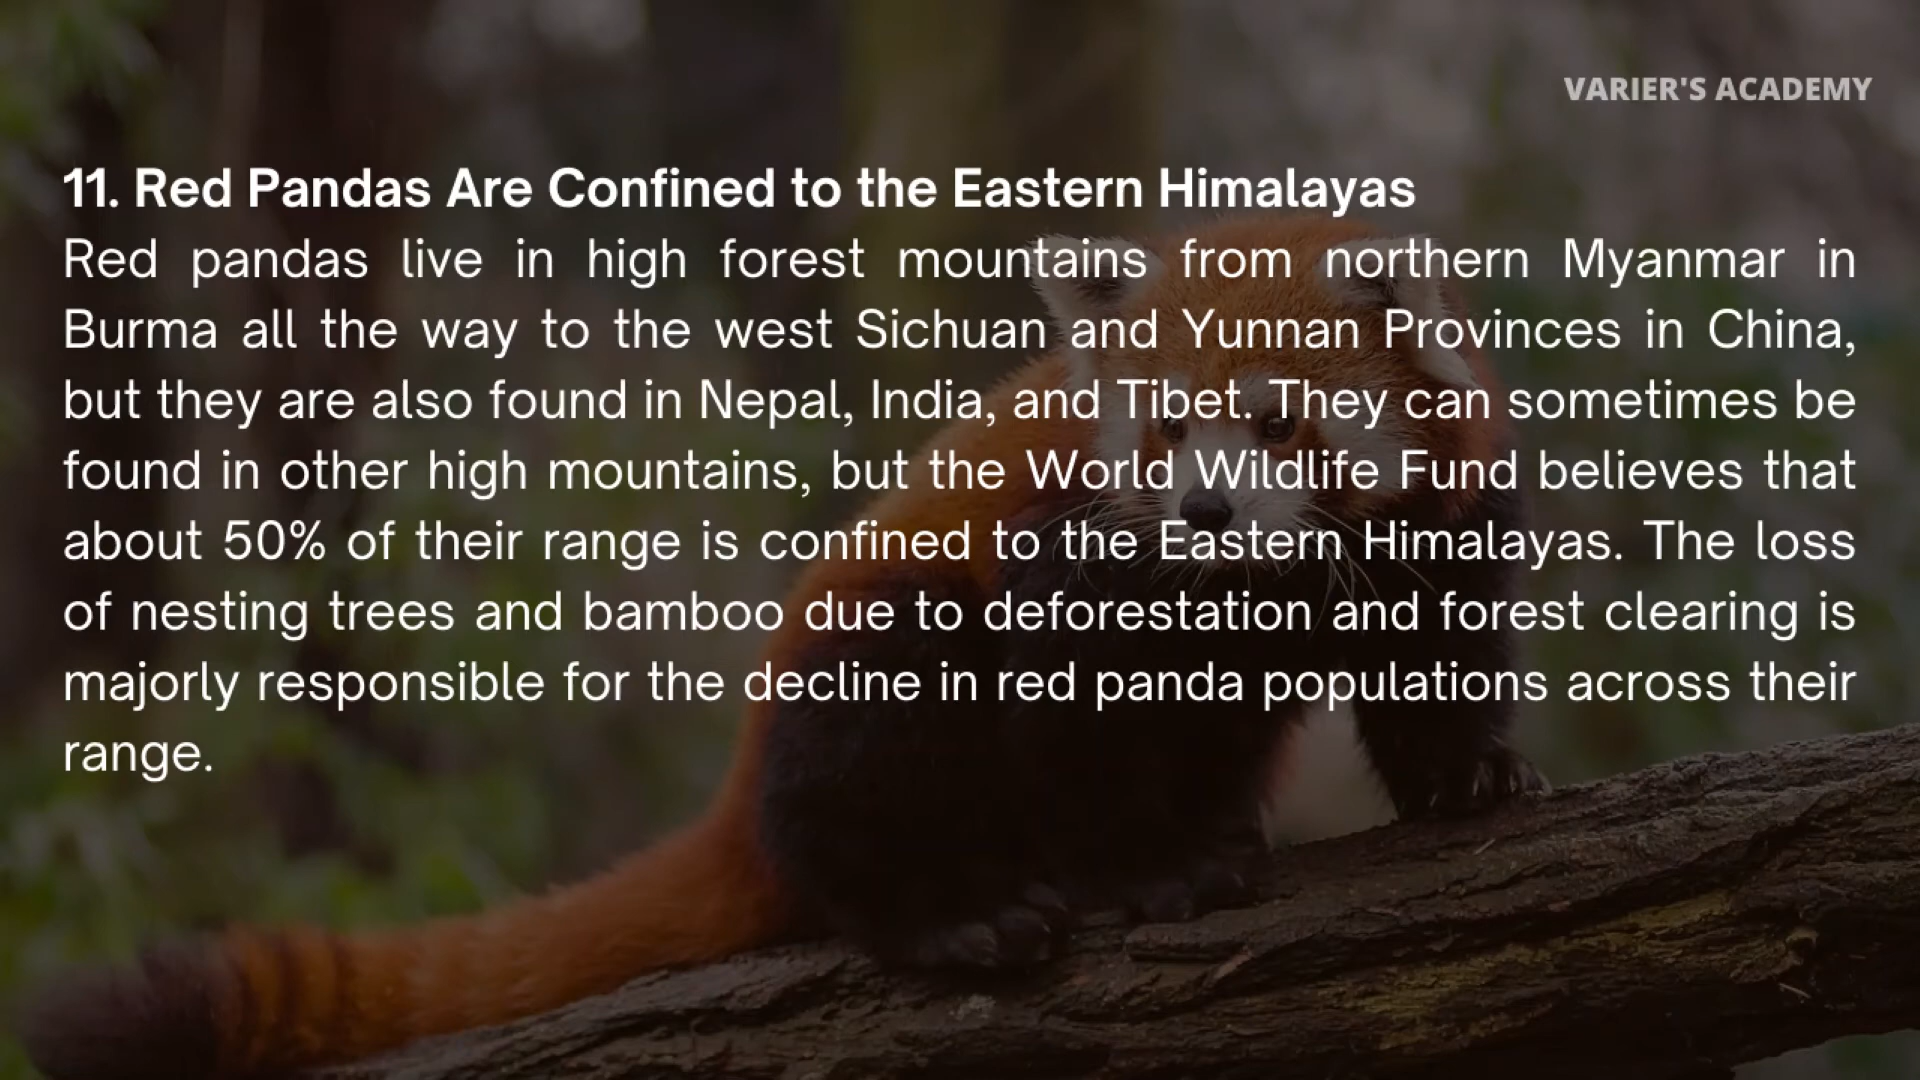 VARIER'S ACADEMY
11. Red Pandas Are Confined to the Eastern Himalayas
Red pandas live in high forest mountains from northern Myanmar in
Burma all the way to the west Sichuan and Yunnan Provinces in China,
but they are also found in Nepal, India, and Tibet. They can sometimes be
found in other high mountains, but the World Wildlife Fund believes that
about 50% of their range is confined to the Eastern Himalayas. The loss
of nesting trees and bamboo due to deforestation and forest clearing is
majorly responsible for the decline in red panda populations across their
range.